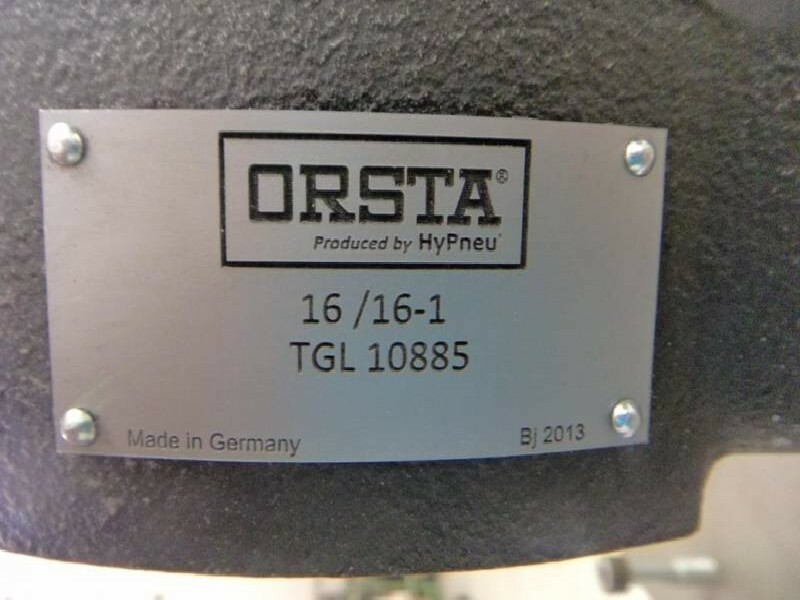 ORSTA®
Produced by HyPneu
16 /16-1
TGL 10885
Made in Germany
Bj 2013